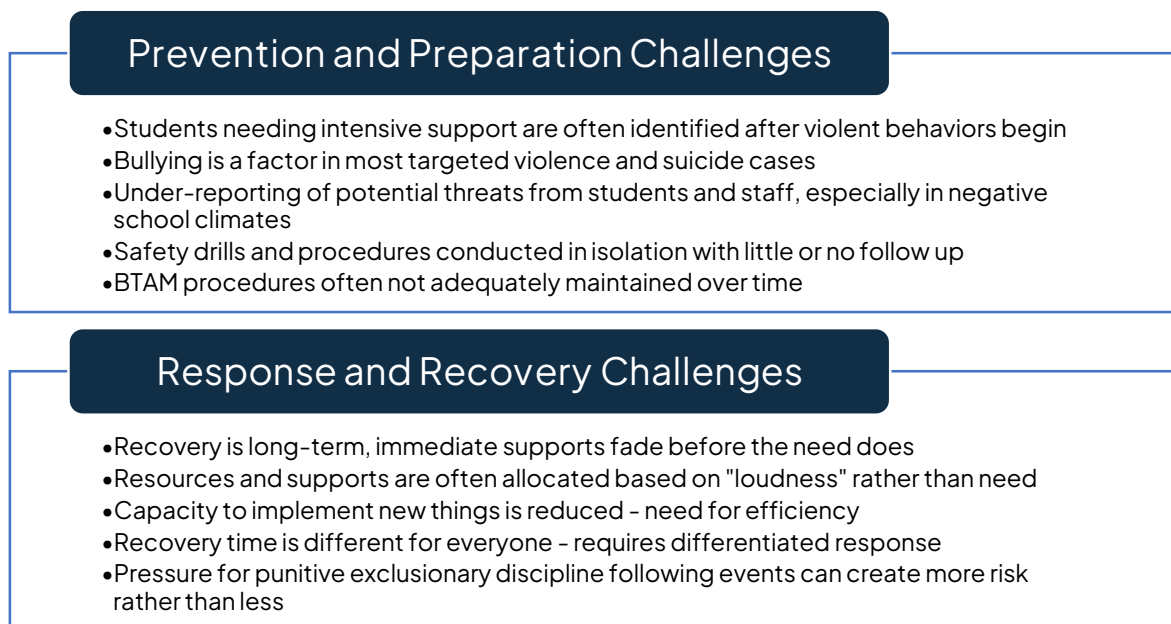 Prevention and Preparation Challenges
•Students needing intensive support are often identified after violent behaviors begin
•Bullying is a factor in most targeted violence and suicide cases
•Under-reporting of potential threats from students and staff, especially in negative
school climates
•Safety drills and procedures conducted in isolation with little or no follow up
•BTAM procedures often not adequately maintained over time
Response and Recovery Challenges
•Recovery is long-term, immediate supports fade before the need does
•Resources and supports are often allocated based on "loudness" rather than need
•Capacity to implement new things is reduced - need for efficiency
•Recovery time is different for everyone - requires differentiated response
•Pressure for punitive exclusionary discipline following events can create more risk
rather than less